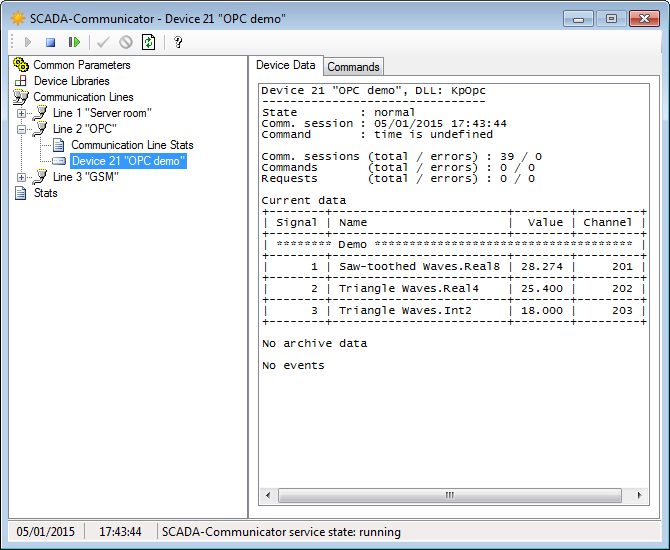 SCADA-Communicator - Device 21 "OPC demo"
?
Common Parameters
Device Libraries
Communication Lines
Line 1 "Server room"
Line 2 "OPC"
Communication Line Stats
Device 21 "OPC demo"
Line 3 "GSM"
Stats
Device Data
Commands
Device 21 "OPC demo", DLL: KpOpc
--------------------------------
State : normal
Comm. session : 05/01/2015 17:43:44
Command : time is undefined
Comm. sessions (total / errors) : 39 / 0
Commands (total / errors) : 0 / 0
Requests (total / errors) : 0 / 0
Current data
| Signal | Name | Value | Channel |
| ******** Demo ************************************* |
| 1 | Saw-toothed Waves.Real8 | 28.274 | 201 |
| 2 | Triangle Waves.Real4 | 25.400 | 202 |
| 3 | Triangle Waves.Int2 | 18.000 | 203 |
No archive data
No events
05/01/2015 17:43:44 SCADA-Communicator service state: running